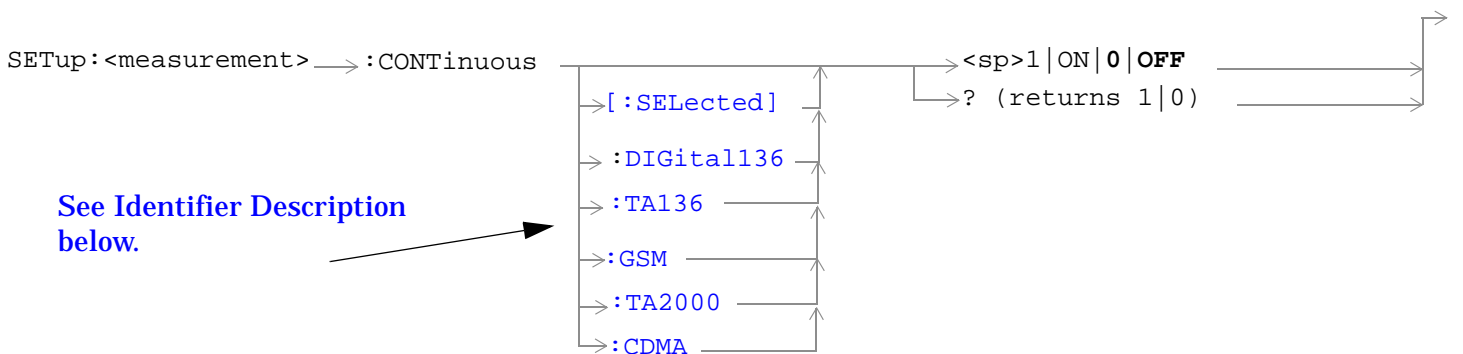 SETup:<measurement> :CONTinuous <sp>1|ON|0|OFF
[:SELected] ? (returns 1|0)
:DIGital136
:TA136
See Identifier Description
below.
:GSM
:TA2000
:CDMA